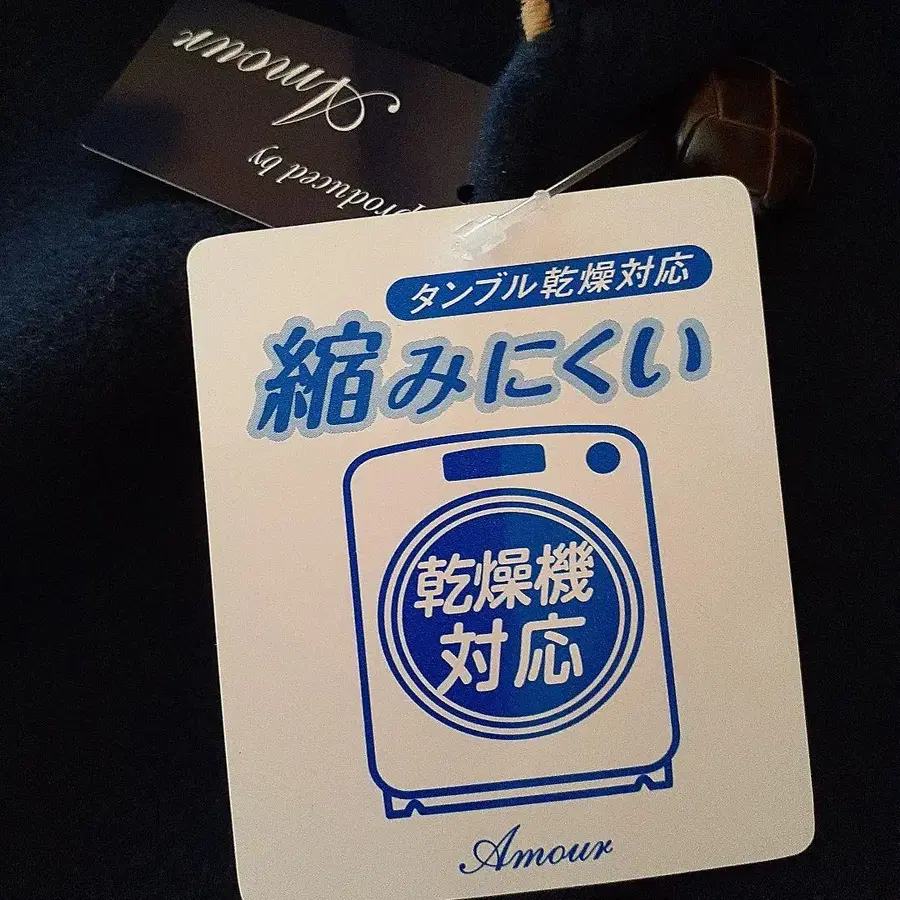 Amour
produced by
タンブル乾燥対応
縮みにくい
乾燥機
対応
Amour